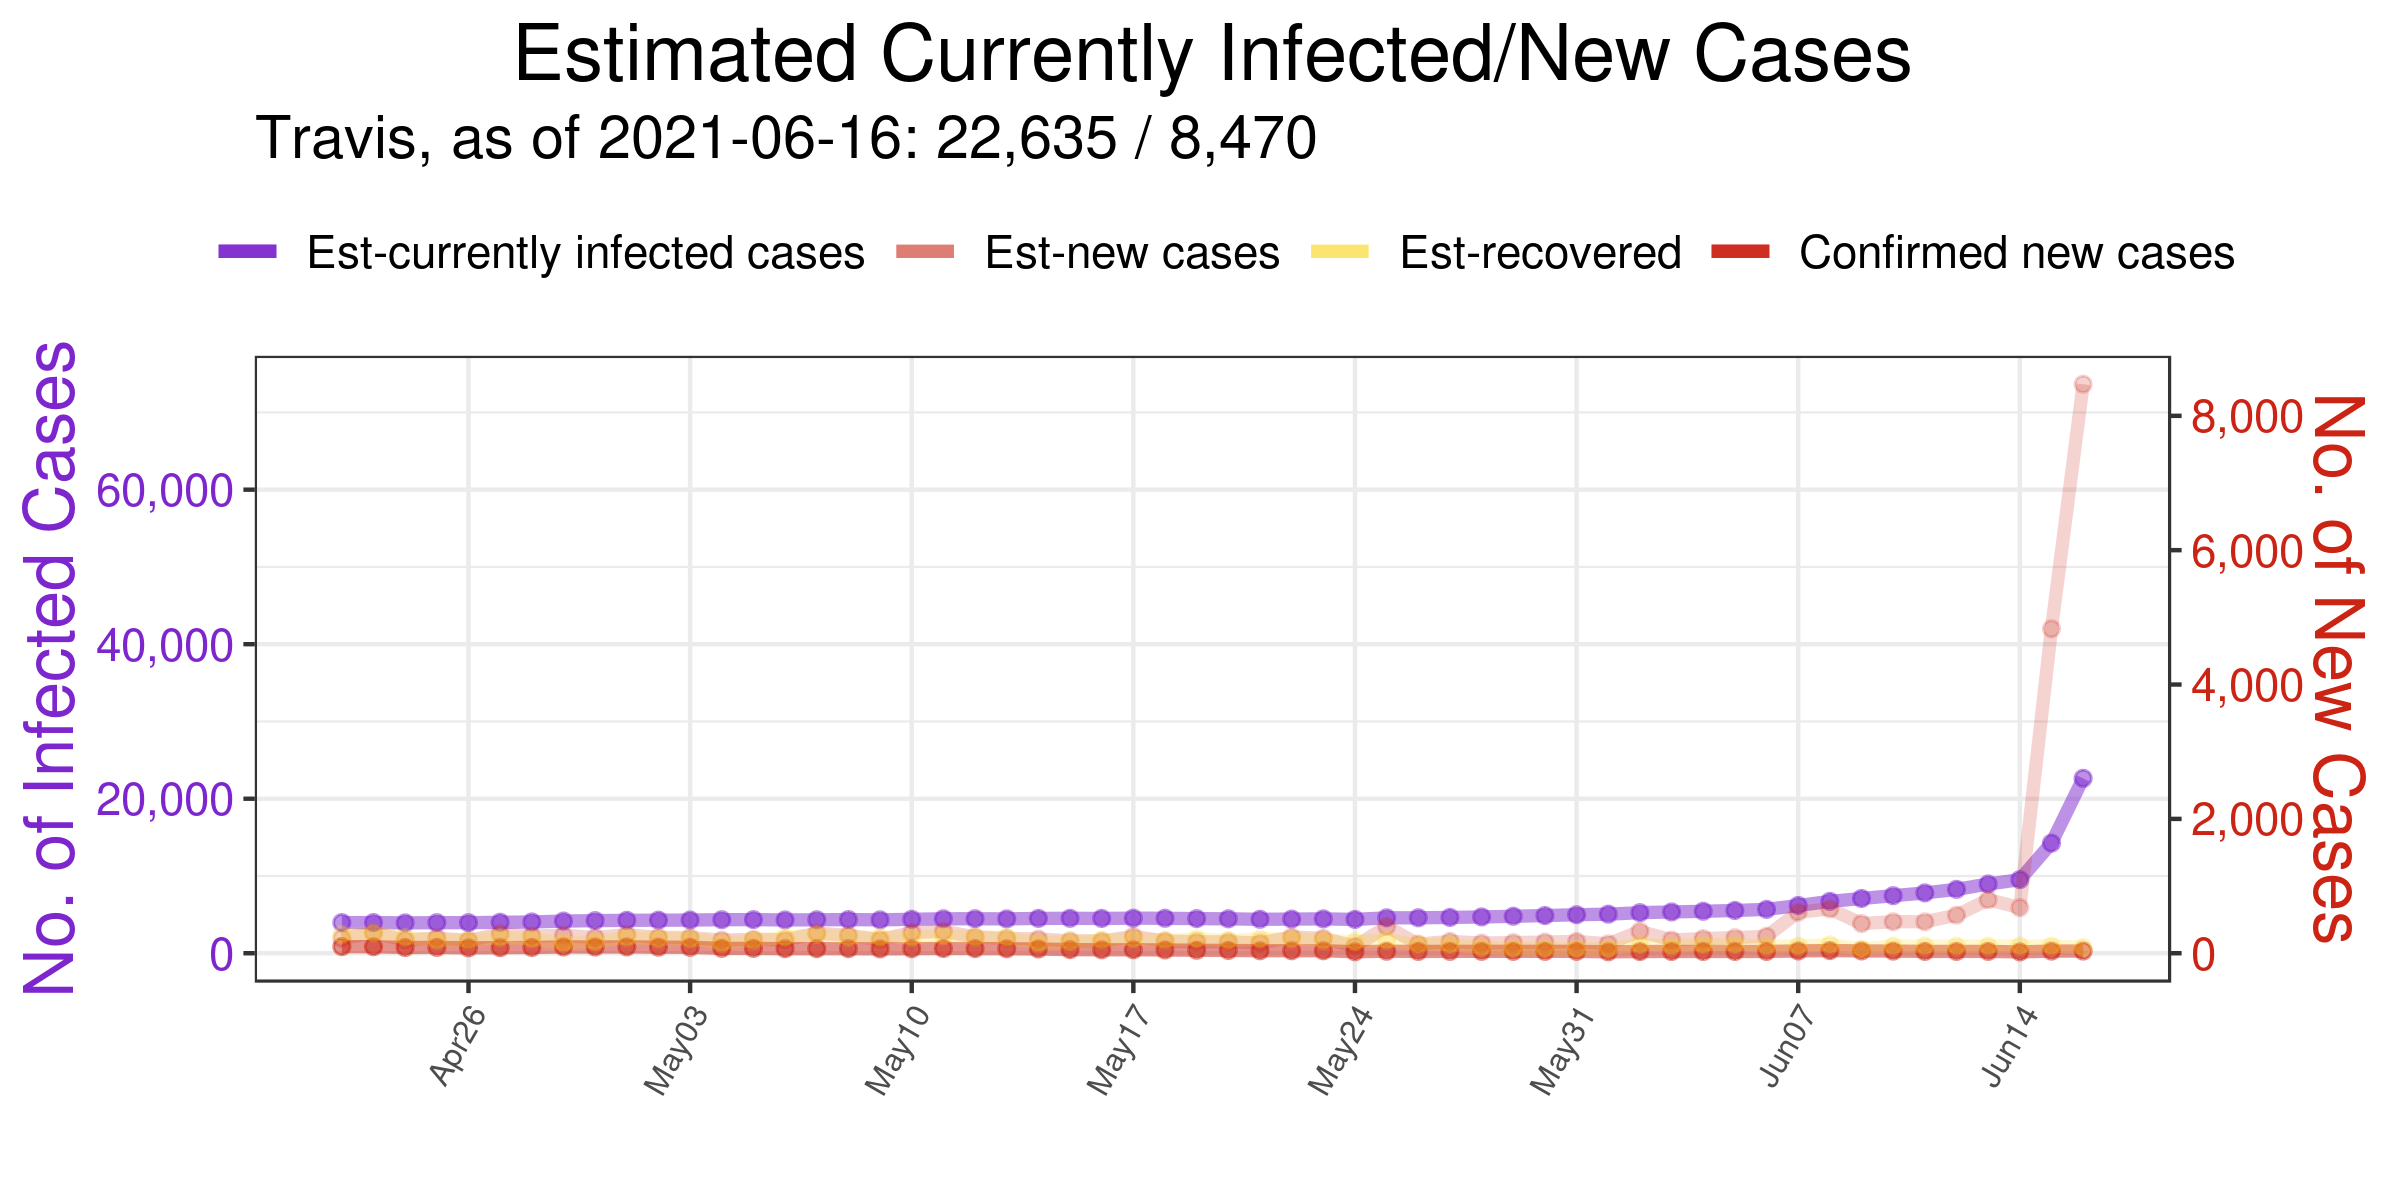 Estimated Currently Infected/New Cases
Travis, as of 2021-06-16: 22,635 / 8,470
Est-currently infected cases Est-new cases Est-recovered Confirmed new cases
No. of Infected Cases
60,000
40,000
20,000
0
8,000
6,000
4,000
2,000
0
No. of New Cases
Apr26 May03 May10 May17 May24 May31 Jun07 Jun14